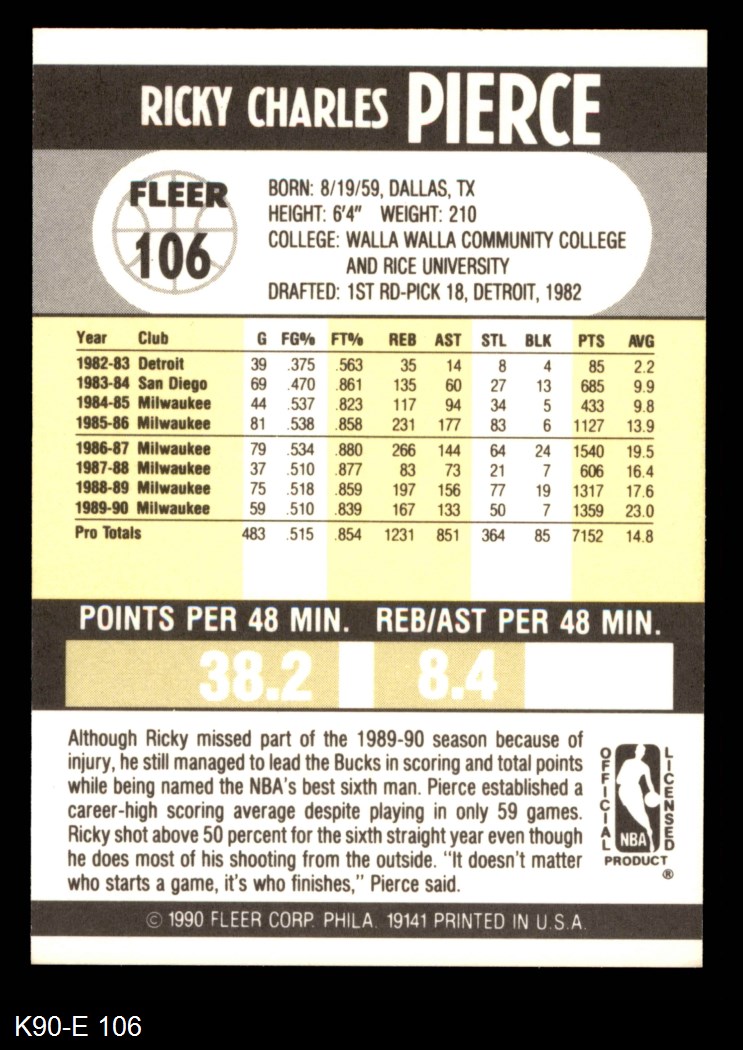 RICKY CHARLES PIERCE
FLEER
106
BORN: 8/19/59, DALLAS, TX
HEIGHT: 6'4" WEIGHT: 210
COLLEGE: WALLA WALLA COMMUNITY COLLEGE
AND RICE UNIVERSITY
DRAFTED: 1ST RD-PICK 18, DETROIT, 1982
Year Club G FG% FT% REB AST STL BLK PTS AVG
1982-83 Detroit 39 .375 .563 35 14 8 4 85 2.2
1983-84 San Diego 69 .470 .861 135 60 27 13 685 9.9
1984-85 Milwaukee 44 .537 .823 117 94 34 5 433 9.8
1985-86 Milwaukee 81 .538 .858 231 177 83 6 1127 13.9
1986-87 Milwaukee 79 .534 .880 266 144 64 24 1540 19.5
1987-88 Milwaukee 37 .510 .877 83 73 21 7 606 16.4
1988-89 Milwaukee 75 .518 .859 197 156 77 19 1317 17.6
1989-90 Milwaukee 59 .510 .839 167 133 50 7 1359 23.0
Pro Totals 483 .515 .854 1231 851 364 85 7152 14.8
POINTS PER 48 MIN. REB/AST PER 48 MIN.
38.2 8.4
Although Ricky missed part of the 1989-90 season because of
injury, he still managed to lead the Bucks in scoring and total points
while being named the NBA's best sixth man. Pierce established a
career-high scoring average despite playing in only 59 games.
Ricky shot above 50 percent for the sixth straight year even though
he does most of his shooting from the outside. "It doesn't matter
who starts a game, it's who finishes," Pierce said.
OFFICIAL
LICENSED
NBA
PRODUCT
®
© 1990 FLEER CORP. PHILA. 19141 PRINTED IN U.S.A.
K90-E 106